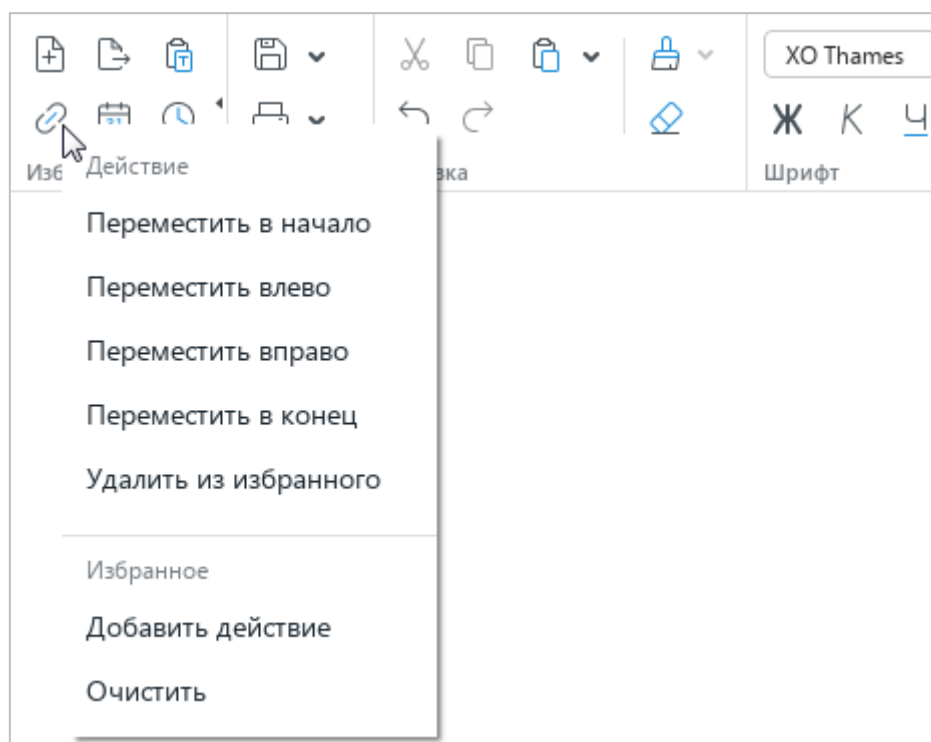 XO Thames
Ж К Ч
Шрифт
Действие
Переместить в начало
Переместить влево
Переместить вправо
Переместить в конец
Удалить из избранного
Избранное
Добавить действие
Очистить